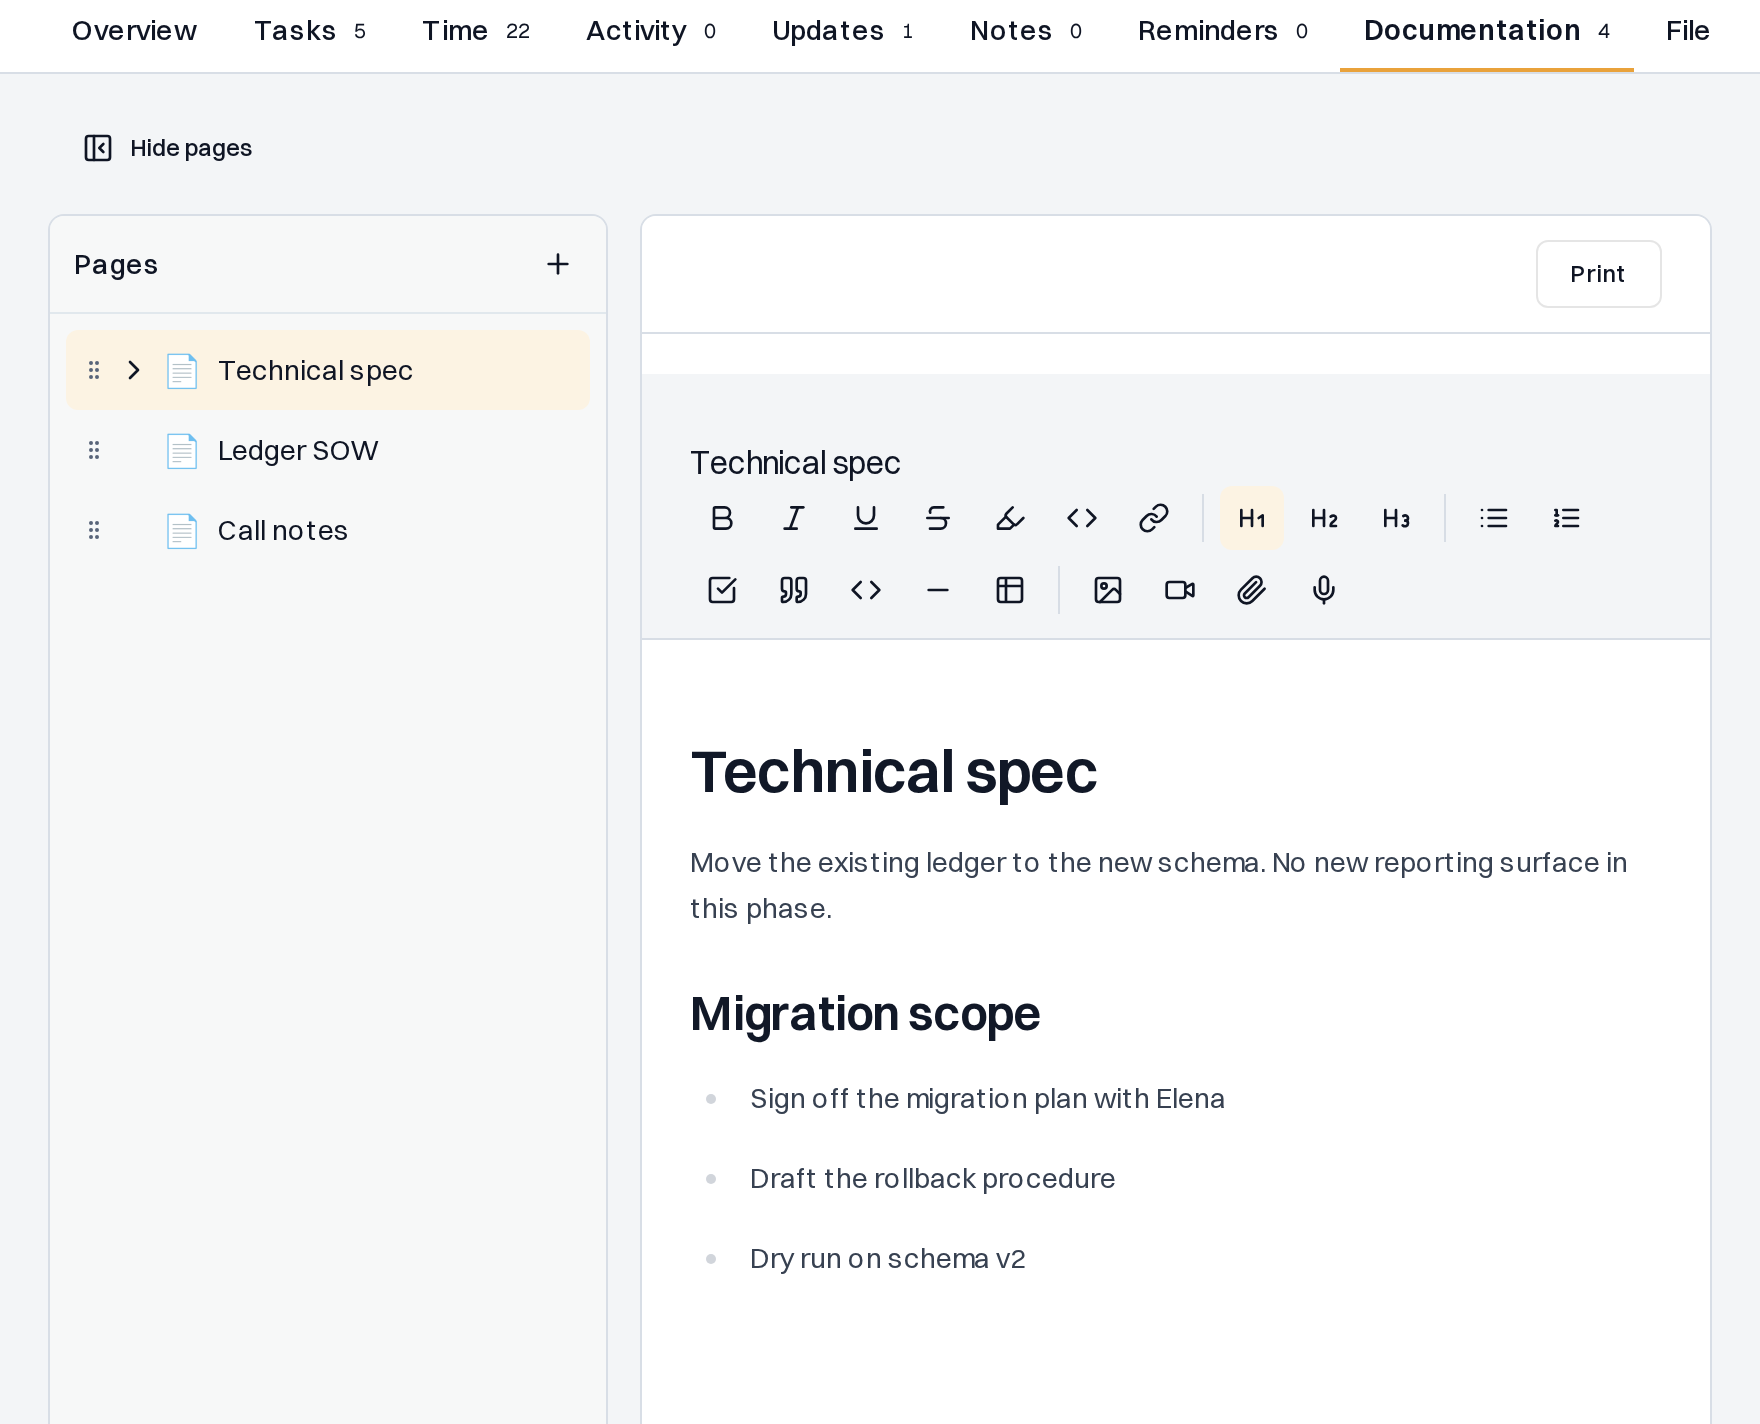 Overview Tasks 5 Time 22 Activity 0 Updates 1 Notes 0 Reminders 0 Documentation 4 File
Hide pages
Pages
Print
Technical spec
Ledger SOW
Call notes
Technical spec
H1 H2 H3
Technical spec
Move the existing ledger to the new schema. No new reporting surface in
this phase.
Migration scope
Sign off the migration plan with Elena
Draft the rollback procedure
Dry run on schema v2